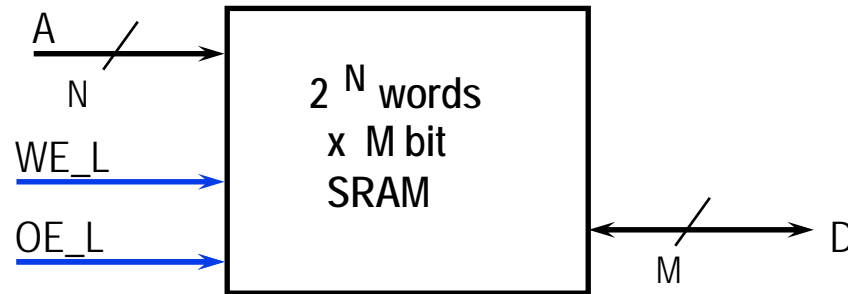 A
N
WE_L
OE_L
2 N words
x M bit
SRAM
D
M